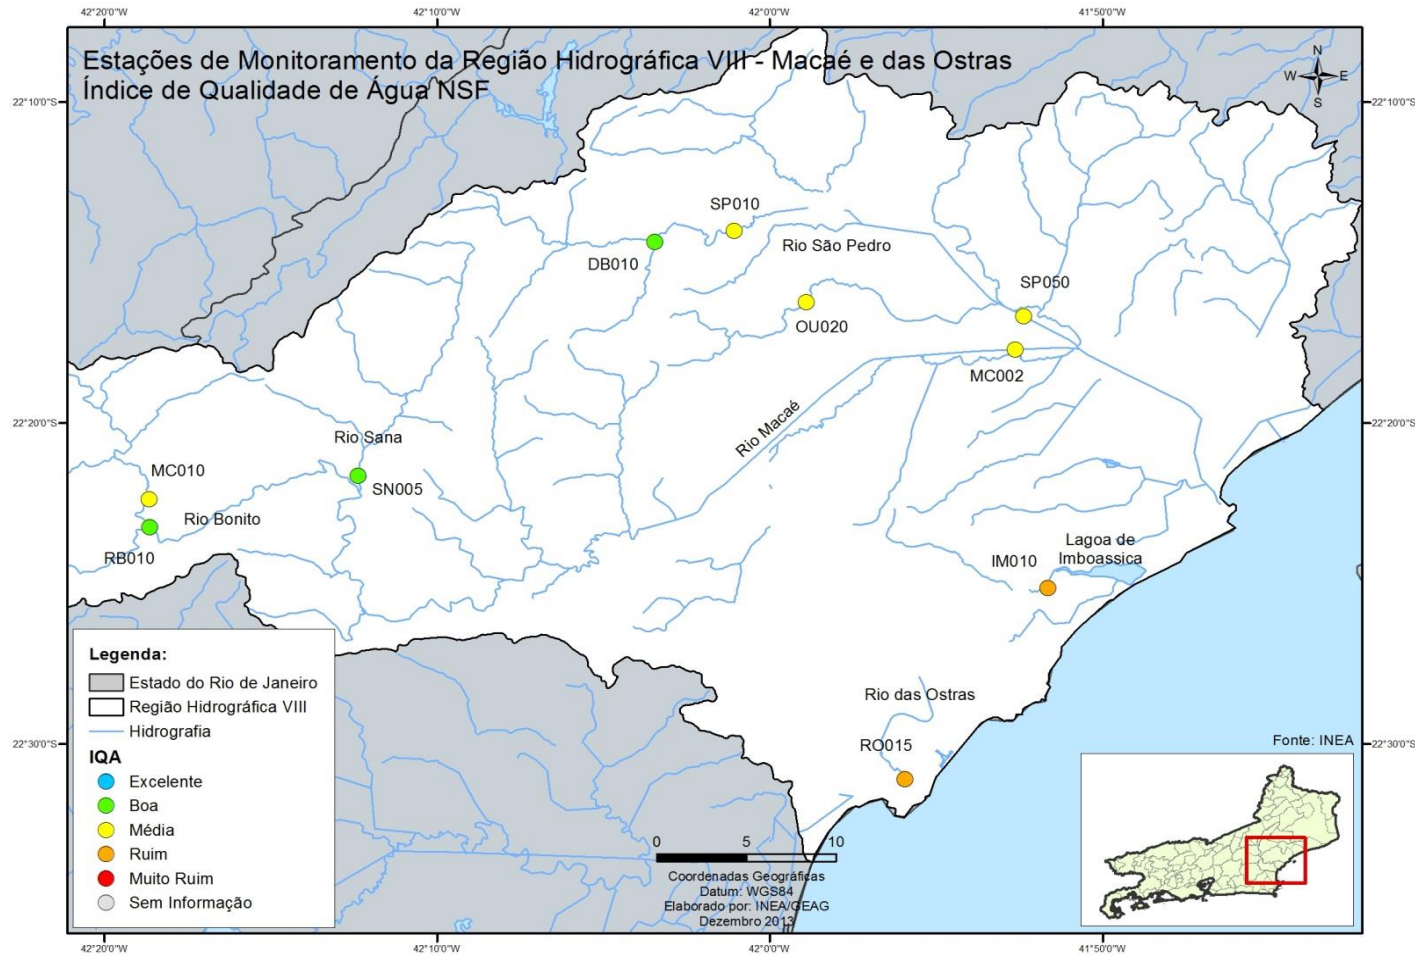 42°20'0"W
42°10'0"W
42°0'0"W
41°50'0"W
Estações de Monitoramento da Região Hidrográfica VIII - Macaé e das Ostras
Índice de Qualidade de Água NSF
N
W E
S
22°10'0"S
22°10'0"S
SP010
Rio São Pedro
DB010
SP050
OU020
MC002
22°20'0"S
22°20'0"S
Rio Macaé
Rio Sana
MC010
SN005
Rio Bonito
RB010
Lagoa de
Imboassica
IM010
Rio das Ostras
RO015
22°30'0"S
22°30'0"S
Fonte: INEA
Legenda:
Estado do Rio de Janeiro
Região Hidrográfica VIII
Hidrografia
IQA
Excelente
Boa
Média
Ruim
Muito Ruim
Sem Informação
0 5 10
Coordenadas Geográficas
Datum: WGS84
Elaborado por: INEA/GEAG
Dezembro 2013
42°20'0"W
42°10'0"W
42°0'0"W
41°50'0"W